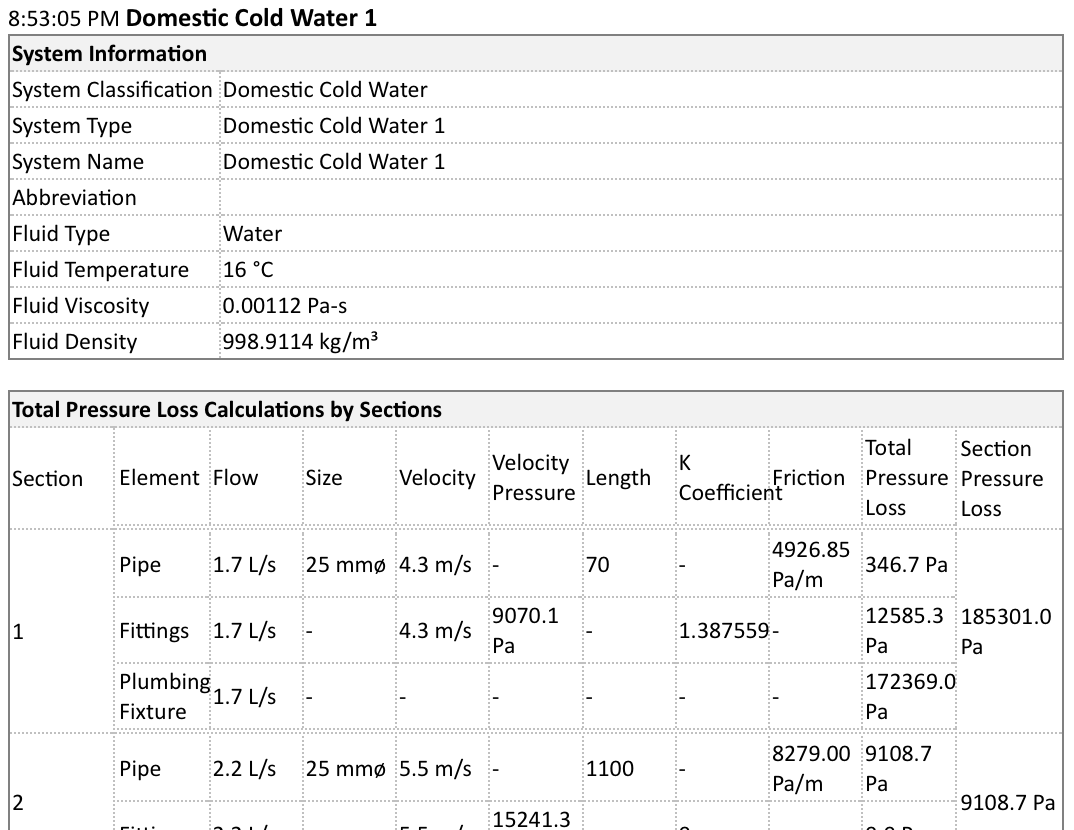 8:53:05 PM Domestic Cold Water 1
System Information
System Classification Domestic Cold Water
System Type Domestic Cold Water 1
System Name Domestic Cold Water 1
Abbreviation
Fluid Type Water
Fluid Temperature 16 °C
Fluid Viscosity 0.00112 Pa-s
Fluid Density 998.9114 kg/m³
Total Pressure Loss Calculations by Sections
Section Element Flow Size Velocity Velocity Pressure Length K Coefficient Friction Total Pressure Loss Section Pressure Loss
1 Pipe 1.7 L/s 25 mmø 4.3 m/s - 70 - 4926.85 Pa/m 346.7 Pa 185301.0 Pa
Fittings 1.7 L/s - 4.3 m/s 9070.1 Pa - 1.387559 - 12585.3 Pa
Plumbing Fixture 1.7 L/s - - - - - - 172369.0 Pa
2 Pipe 2.2 L/s 25 mmø 5.5 m/s - 1100 - 8279.00 Pa/m 9108.7 Pa 9108.7 Pa
15241.3